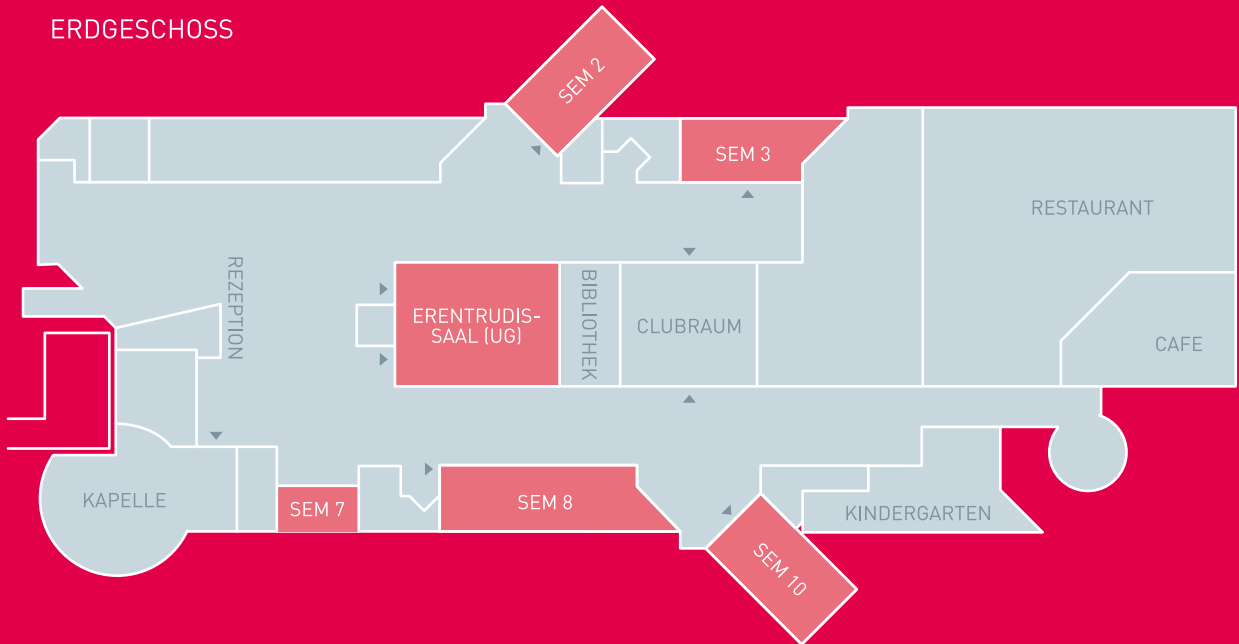 ERDGESCHOSS
SEM 2
SEM 3
RESTAURANT
REZEPTION
ERENTRUDIS-
SAAL (UG)
BIBLIOTHEK
CLUBRAUM
CAFE
KAPELLE
SEM 7
SEM 8
SEM 10
KINDERGARTEN